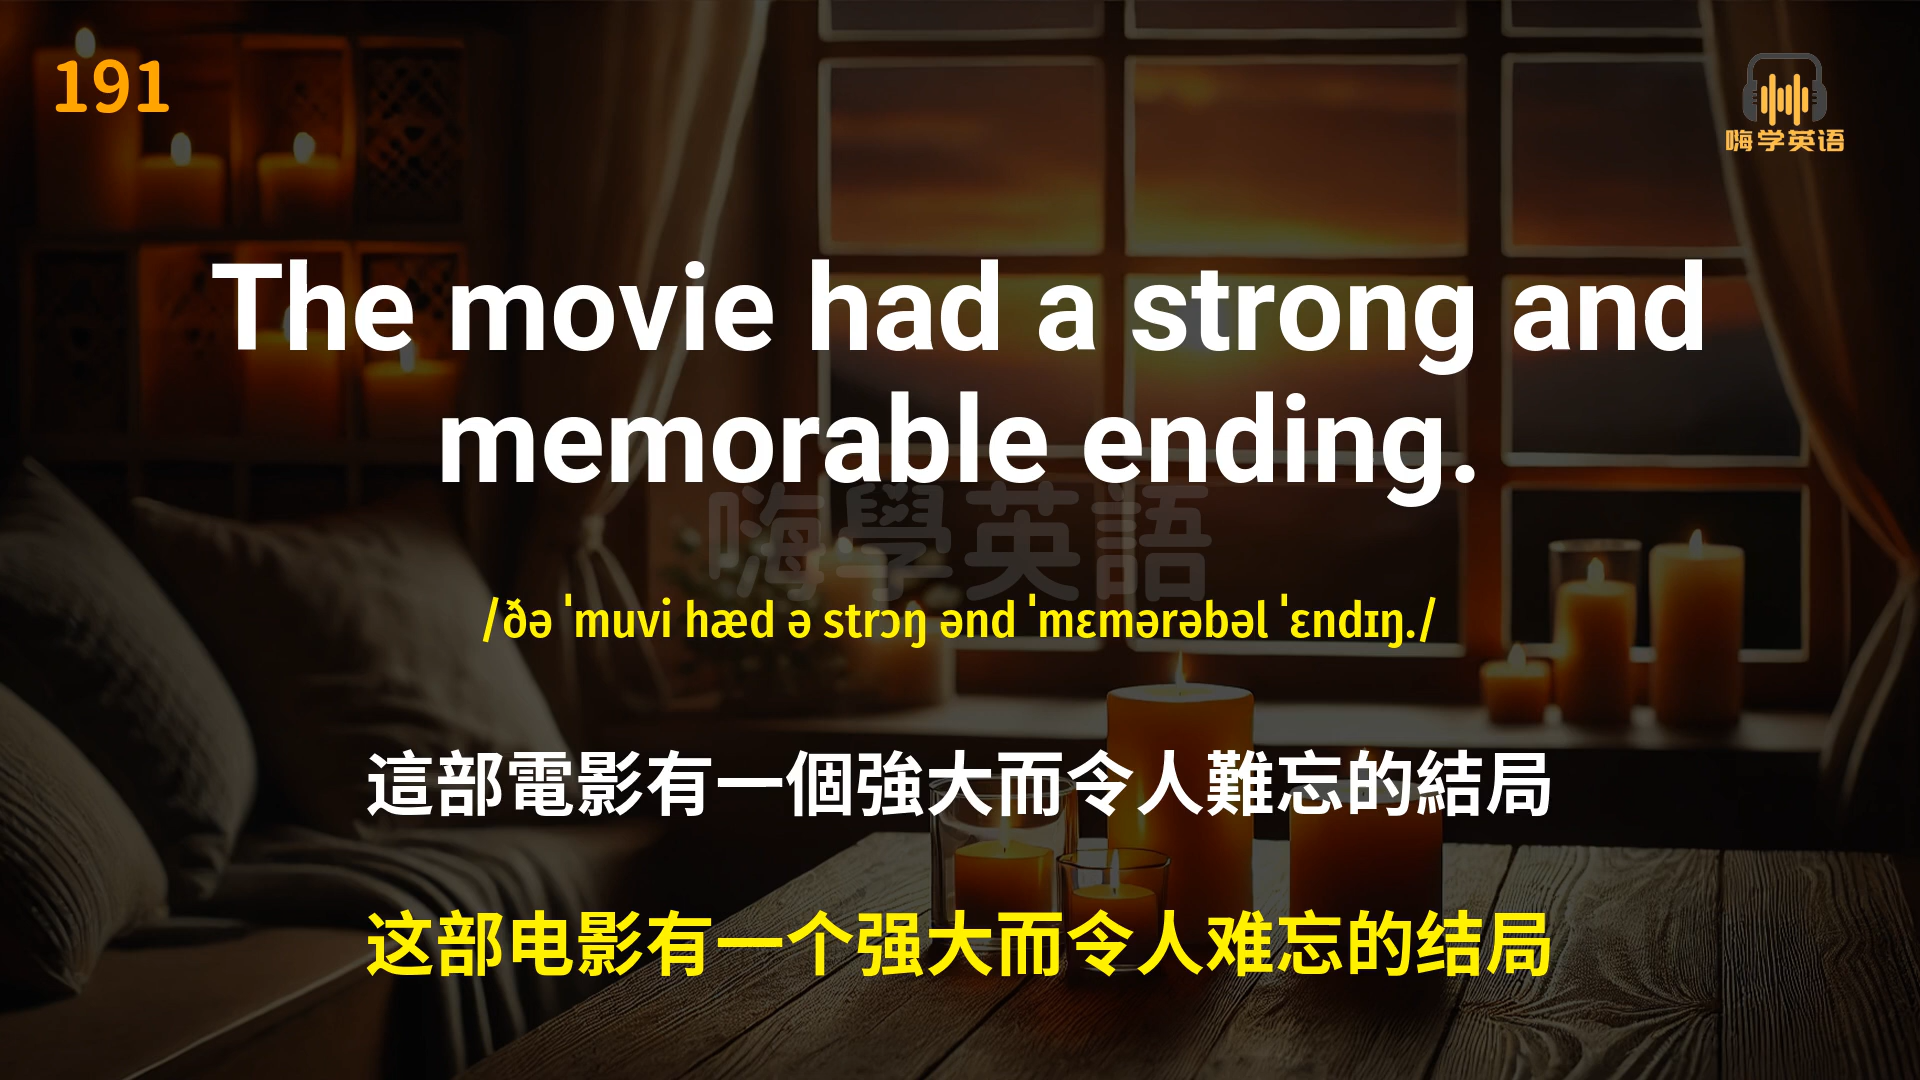 191
嗨学英语
The movie had a strong and
memorable ending.
嗨學英語
/ðə ˈmuvi hæd ə strɔŋ ənd ˈmɛmərəbəl ˈɛndɪŋ./
這部電影有一個強大而令人難忘的結局
这部电影有一个强大而令人难忘的结局